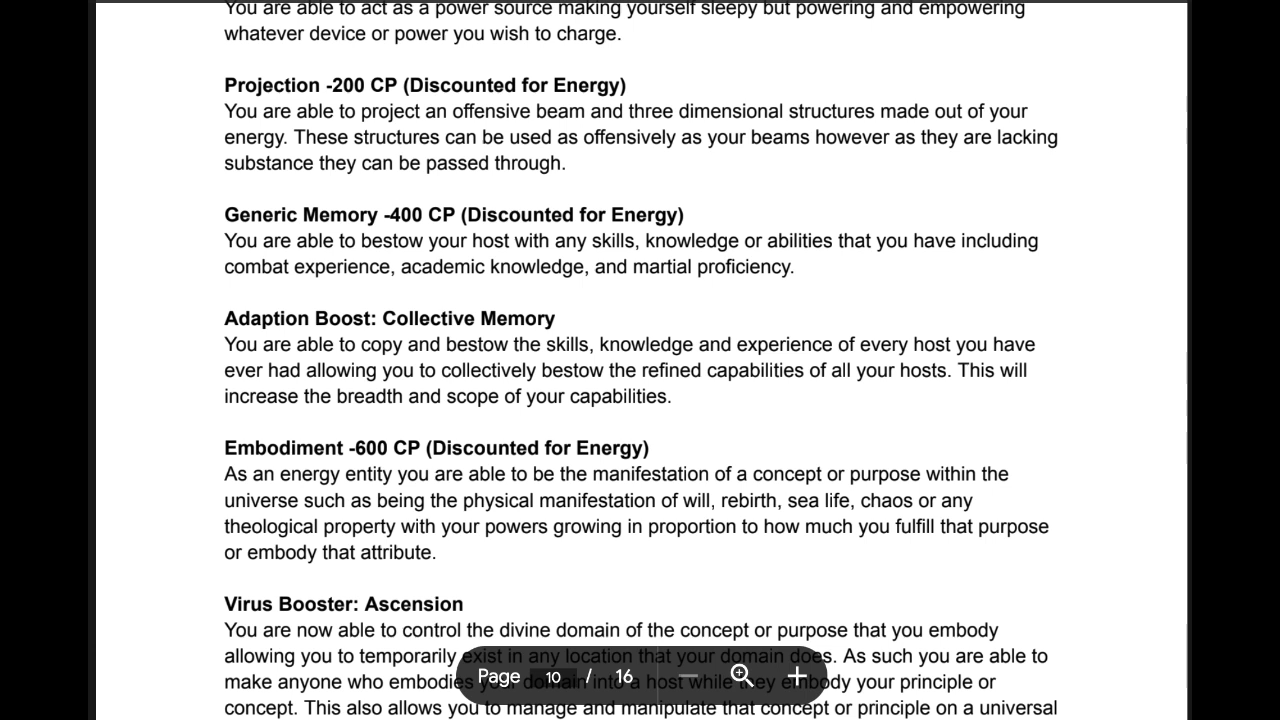 You are able to act as a power source making yourself sleepy but powering and empowering
whatever device or power you wish to charge.
Projection -200 CP (Discounted for Energy)
You are able to project an offensive beam and three dimensional structures made out of your
energy. These structures can be used as offensively as your beams however as they are lacking
substance they can be passed through.
Generic Memory -400 CP (Discounted for Energy)
You are able to bestow your host with any skills, knowledge or abilities that you have including
combat experience, academic knowledge, and martial proficiency.
Adaption Boost: Collective Memory
You are able to copy and bestow the skills, knowledge and experience of every host you have
ever had allowing you to collectively bestow the refined capabilities of all your hosts. This will
increase the breadth and scope of your capabilities.
Embodiment -600 CP (Discounted for Energy)
As an energy entity you are able to be the manifestation of a concept or purpose within the
universe such as being the physical manifestation of will, rebirth, sea life, chaos or any
theological property with your powers growing in proportion to how much you fulfill that purpose
or embody that attribute.
Virus Booster: Ascension
You are now able to control the divine domain of the concept or purpose that you embody
allowing you to temporarily exist in any location that your domain does. As such you are able to
make anyone who embodies your domain into a host while they embody your principle or
concept. This also allows you to manage and manipulate that concept or principle on a universal
Page 10 / 16